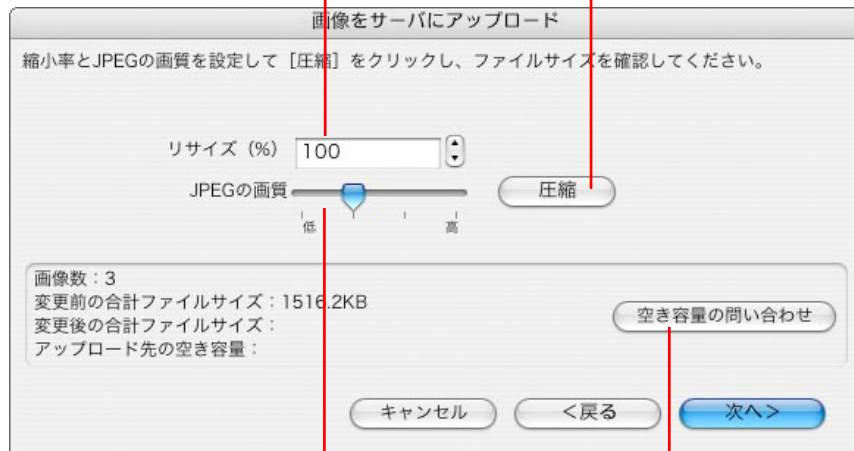 画像をサーバにアップロード
縮小率とJPEGの画質を設定して［圧縮］をクリックし、ファイルサイズを確認してください。
リサイズ（%） 100
JPEGの画質 圧縮
低 高
画像数：3
変更前の合計ファイルサイズ：1516.2KB
変更後の合計ファイルサイズ：
アップロード先の空き容量：
空き容量の問い合わせ
キャンセル <戻る 次へ>